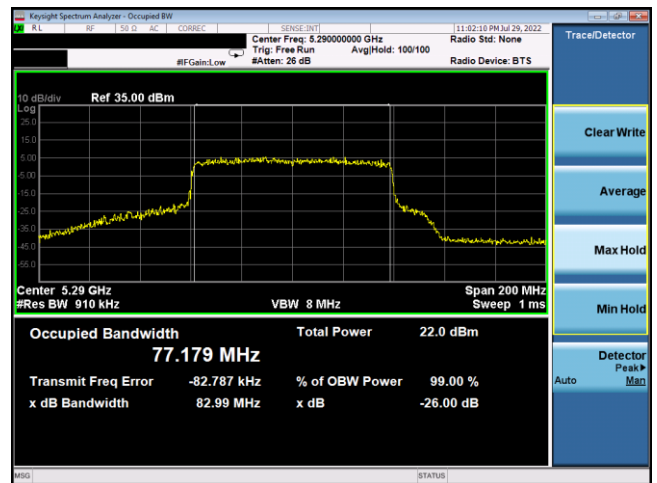 Keysight Spectrum Analyzer - Occupied BW
LXI RL RF 50 Ω AC CORREC SENSE:INT 11:02:10 PM Jul 29, 2022
Center Freq: 5.290000000 GHz Radio Std: None
Trig: Free Run Avg|Hold: 100/100
#IFGain:Low #Atten: 26 dB Radio Device: BTS
10 dB/div Ref 35.00 dBm
Log
25.0
15.0
5.00
-5.00
-15.0
-25.0
-35.0
-45.0
-55.0
Center 5.29 GHz Span 200 MHz
#Res BW 910 kHz VBW 8 MHz Sweep 1 ms
Occupied Bandwidth Total Power 22.0 dBm
77.179 MHz
Transmit Freq Error -82.787 kHz % of OBW Power 99.00 %
x dB Bandwidth 82.99 MHz x dB -26.00 dB
Trace/Detector
Clear Write
Average
Max Hold
Min Hold
Detector
Peak▶
Auto Man
MSG STATUS